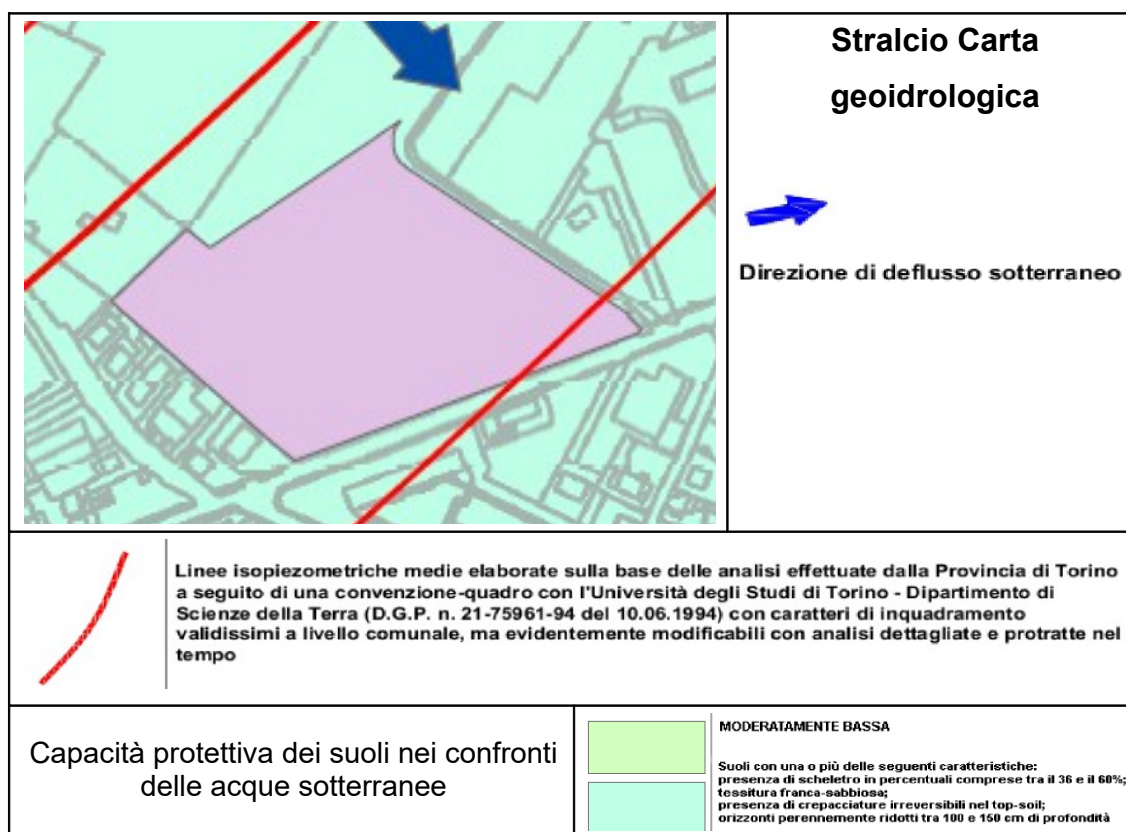 Stralcio Carta
geoidrologica
Direzione di deflusso sotterraneo
Linee isopiezometriche medie elaborate sulla base delle analisi effettuate dalla Provincia di Torino
a seguito di una convenzione-quadro con l'Università degli Studi di Torino - Dipartimento di
Scienze della Terra (D.G.P. n. 21-75961-94 del 10.06.1994) con caratteri di inquadramento
validissimi a livello comunale, ma evidentemente modificabili con analisi dettagliate e protratte nel
tempo
Capacità protettiva dei suoli nei confronti
delle acque sotterranee
MODERATAMENTE BASSA
Suoli con una o più delle seguenti caratteristiche:
presenza di scheletro in percentuali comprese tra il 36 e il 60%;
tessitura franca-sabbiosa;
presenza di crepacciature irreversibili nel top-soil;
orizzonti perennemente ridotti tra 100 e 150 cm di profondità